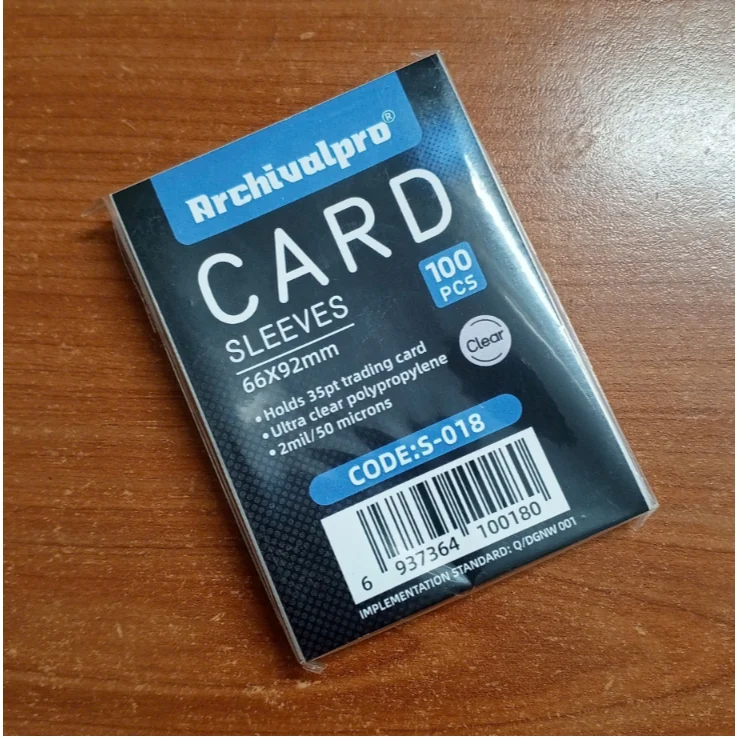 Archivalpro®
CARD
SLEEVES
66X92mm
100
PCS
Clear
• Holds 35pt trading card
• Ultra clear polypropylene
• 2mil/50 microns
CODE:S-018
6 937364 100180
IMPLEMENTATION STANDARD: Q/DGNW 001